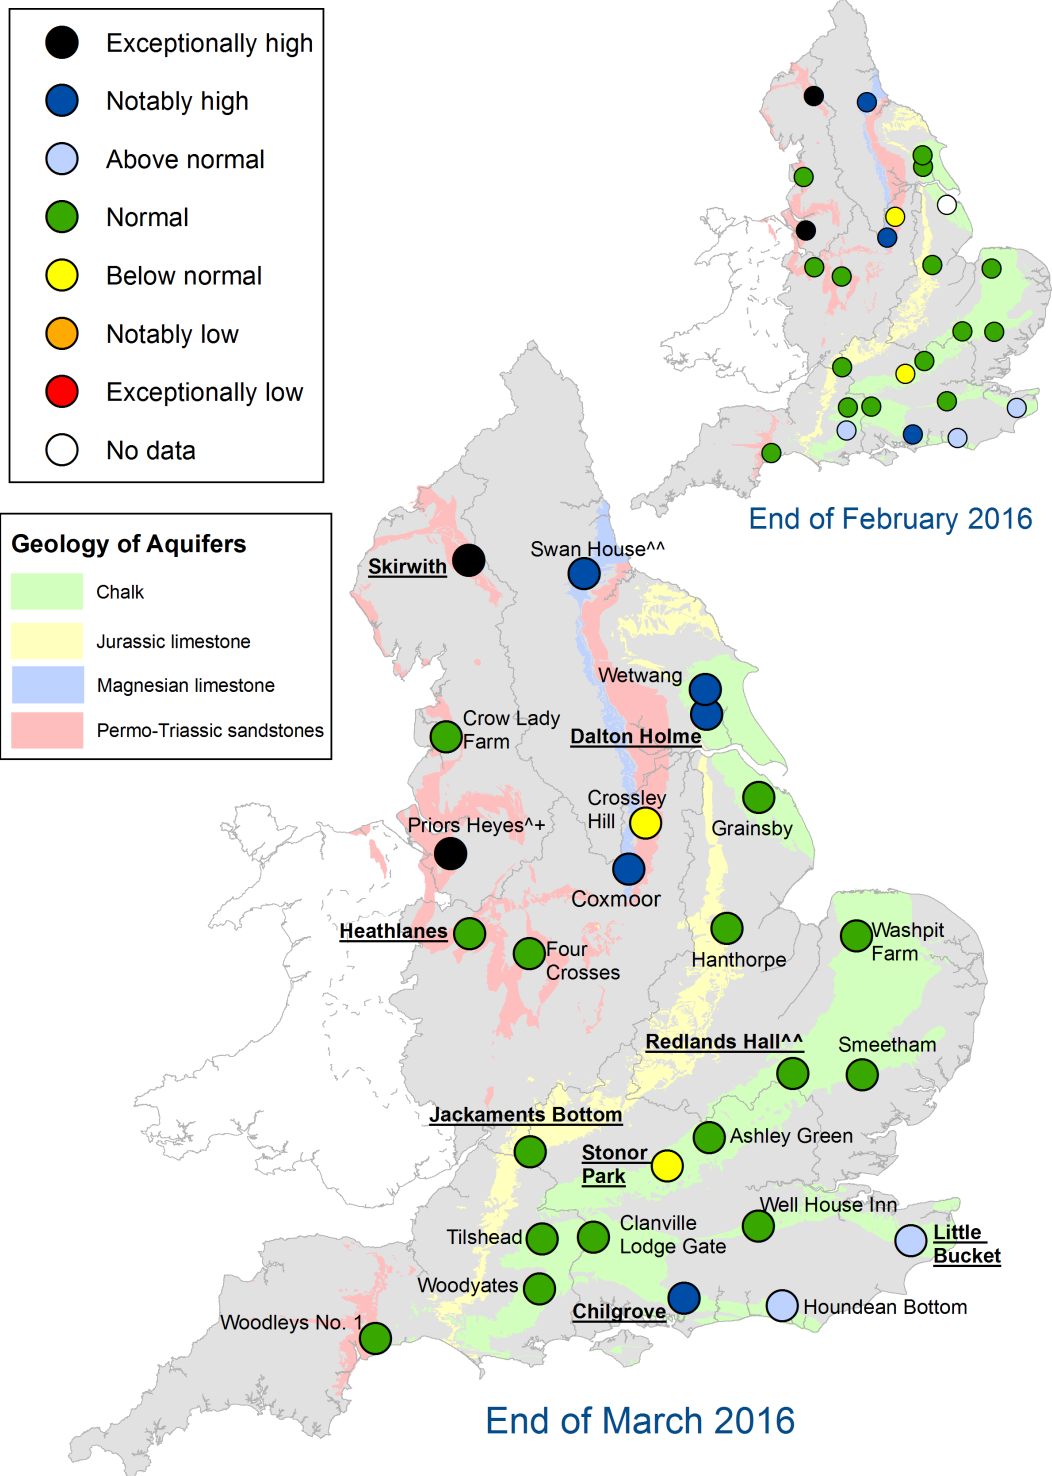 Exceptionally high
Notably high
Above normal
Normal
Below normal
Notably low
Exceptionally low
No data
End of February 2016
Geology of Aquifers
Chalk
Jurassic limestone
Magnesian limestone
Permo-Triassic sandstones
Swan House^^
Skirwith
Wetwang
Crow Lady
Farm
Dalton Holme
Crossley
Hill
Priors Heyes^+
Grainsby
Coxmoor
Heathlanes
Four
Crosses
Hanthorpe
Washpit
Farm
Redlands Hall^^
Smeetham
Jackaments Bottom
Ashley Green
Stonor
Park
Well House Inn
Tilshead
Clanville
Lodge Gate
Little
Bucket
Woodyates
Chilgrove
Houndean Bottom
Woodleys No. 1
End of March 2016